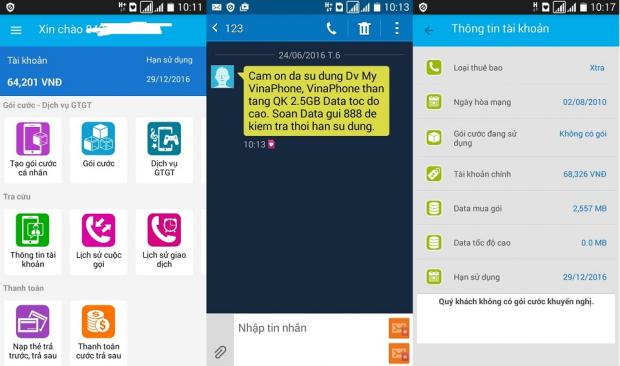 10:11
Xin chào
Tài khoản
Hạn sử dụng
64,201 VNĐ
29/12/2016
Gói cước - Dịch vụ GTGT
Tạo gói cước
cá nhân
Gói cước
Dịch vụ
GTGT
Tra cứu
Thông tin tài
khoản
Lịch sử cuộc
gọi
Lịch sử giao
dịch
Thanh toán
Nạp thẻ trả
trước, trả sau
Thanh toán
cước trả sau
10:13
123
24/06/2016 T.6
Cam on da su dung Dv My
VinaPhone, VinaPhone than
tang QK 2.5GB Data toc do
cao. Soan Data gui 888 de
kiem tra thoi han su dung.
10:13
Nhập tin nhắn
10:17
Thông tin tài khoản
Loại thuê bao
Xtra
Ngày hòa mạng
02/08/2010
Gói cước đang sử
dụng
Không có gói
Tài khoản chính
68,326 VNĐ
Data mua gói
2,557 MB
Data tốc độ cao
0.0 MB
Hạn sử dụng
29/12/2016
Quý khách không có gói cước khuyến nghị.